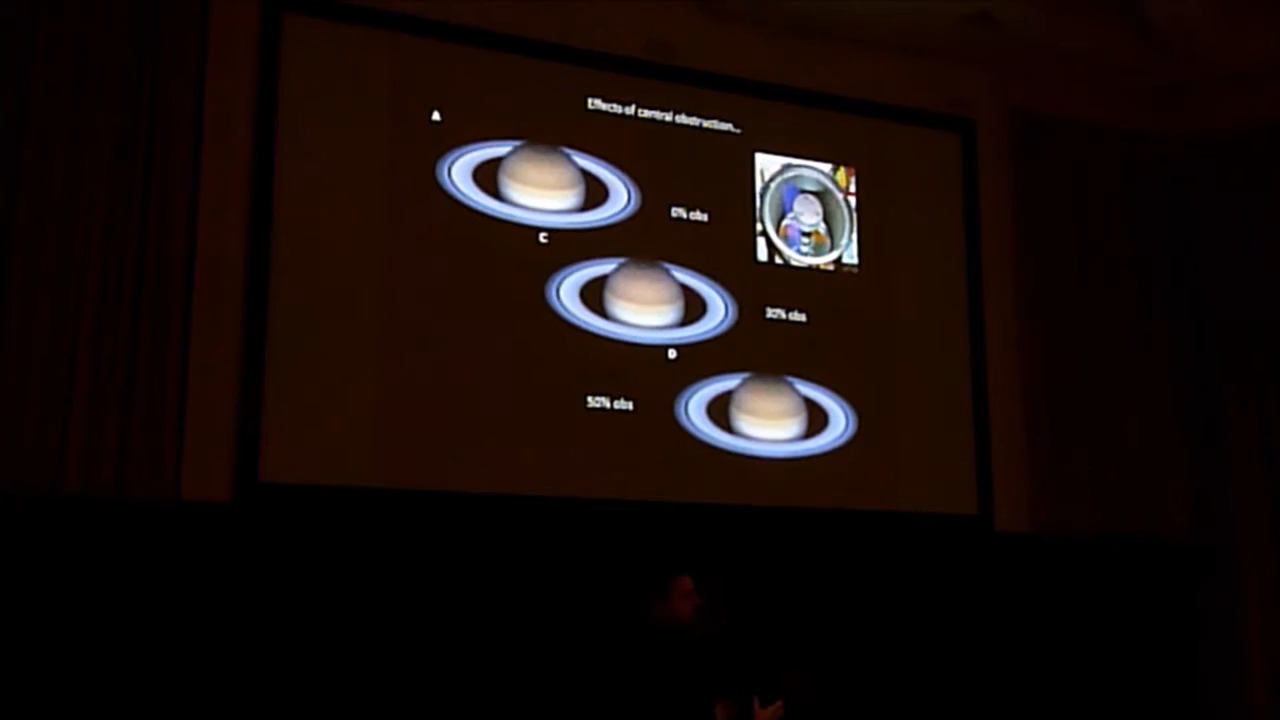 Effects of central obstruction...
A
0% obs
C
30% obs
D
50% obs